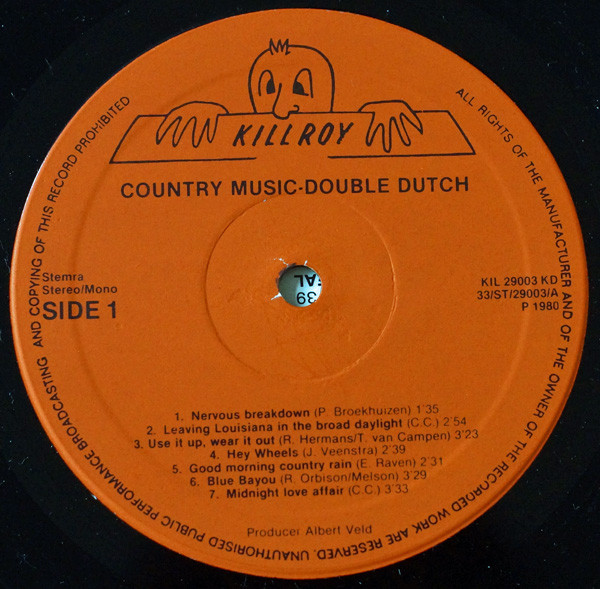 KILLROY
COUNTRY MUSIC-DOUBLE DUTCH
Stemra
Stereo/Mono
SIDE 1
KIL 29003 KD
33/ST/29003/A
P 1980
39
TAL
1. Nervous breakdown (P. Broekhuizen) 1'35
2. Leaving Louisiana in the broad daylight (C.C.) 2'54
3. Use it up, wear it out (R. Hermans/T. van Campen) 3'23
4. Hey Wheels (J. Veenstra) 2'39
5. Good morning country rain (E. Raven) 2'31
6. Blue Bayou (R. Orbison/Melson) 3'29
7. Midnight love affair (C.C.) 3'33
Producer Albert Veld
ALL RIGHTS OF THE MANUFACTURER AND OF THE OWNER OF THE RECORDED WORK ARE RESERVED. UNAUTHORISED PUBLIC PERFORMANCE BROADCASTING AND COPYING OF THIS RECORD PROHIBITED